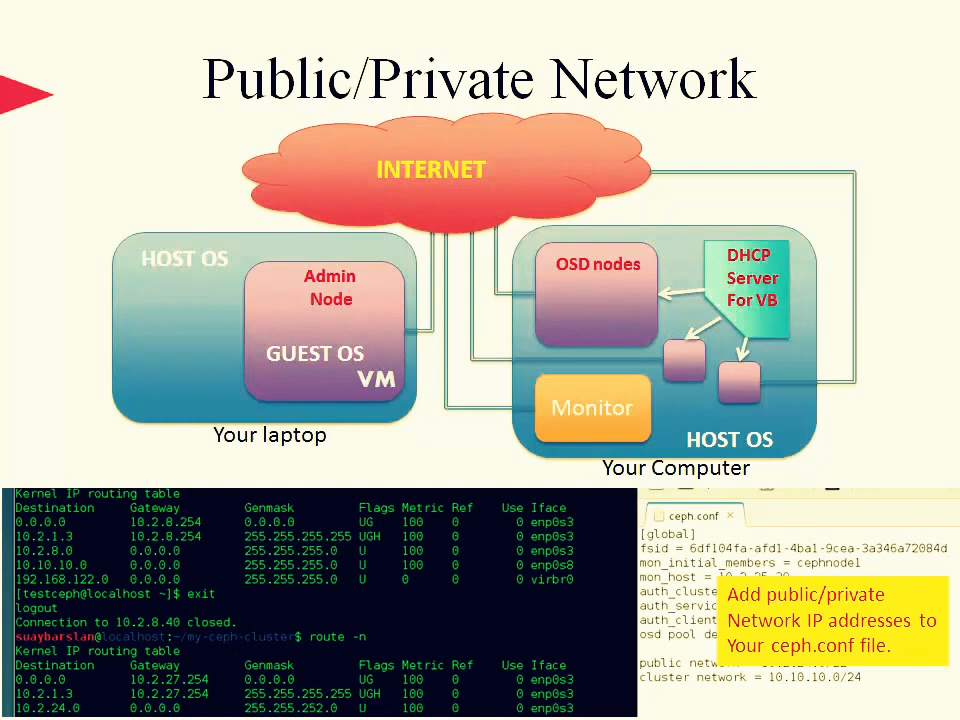 Public/Private Network
INTERNET
HOST OS
Admin
Node
GUEST OS
VM
Your laptop
OSD nodes
DHCP
Server
For VB
Monitor
HOST OS
Your Computer
Kernel IP routing table
Destination Gateway Genmask Flags Metric Ref Use Iface
0.0.0.0 10.2.8.254 0.0.0.0 UG 100 0 0 enp0s3
10.2.1.3 10.2.8.254 255.255.255.255 UGH 100 0 0 enp0s3
10.2.8.0 0.0.0.0 255.255.255.0 U 100 0 0 enp0s3
10.10.10.0 0.0.0.0 255.255.255.0 U 100 0 0 enp0s8
192.168.122.0 0.0.0.0 255.255.255.0 U 0 0 0 virbr0
[testceph@localhost ~]$ exit
logout
Connection to 10.2.8.40 closed.
suaybarslan@localhost:~/my-ceph-cluster$ route -n
Kernel IP routing table
Destination Gateway Genmask Flags Metric Ref Use Iface
0.0.0.0 10.2.27.254 0.0.0.0 UG 100 0 0 enp0s3
10.2.1.3 10.2.27.254 255.255.255.255 UGH 100 0 0 enp0s3
10.2.24.0 0.0.0.0 255.255.252.0 U 100 0 0 enp0s3
ceph.conf ×
[global]
fsid = 6df104fa-afd1-4ba1-9cea-3a346a72084d
mon_initial_members = cephnode1
mon_host =
auth_cluste
auth_servic
auth_client
osd pool de
Add public/private
Network IP addresses to
Your ceph.conf file.
public netw
cluster network = 10.10.10.0/24